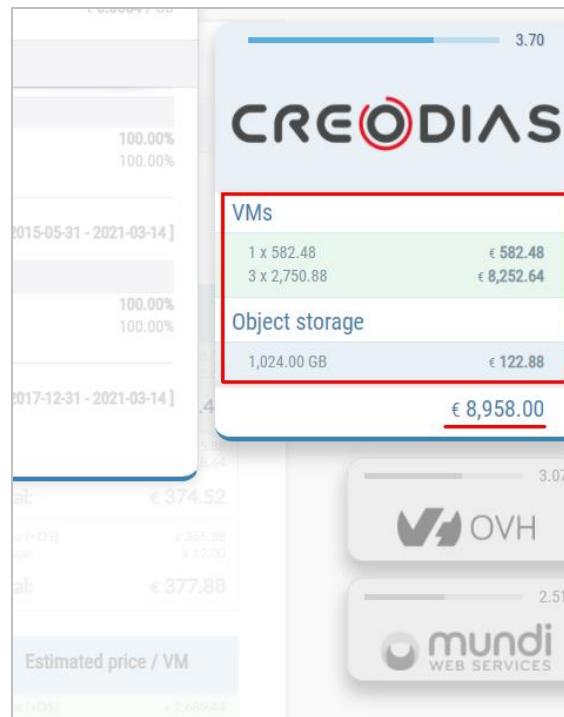 100.00%
100.00%
2015-05-31 - 2021-03-14 ]
100.00%
100.00%
2017-12-31 - 2021-03-14 ]
3.70
CREODIAS
VMs
1 x 582.48 € 582.48
3 x 2,750.88 € 8,252.64
Object storage
1,024.00 GB € 122.88
€ 8,958.00
€ 374.52
€ 377.88
Estimated price / VM
3.07
OVH
2.51
mundi
WEB SERVICES